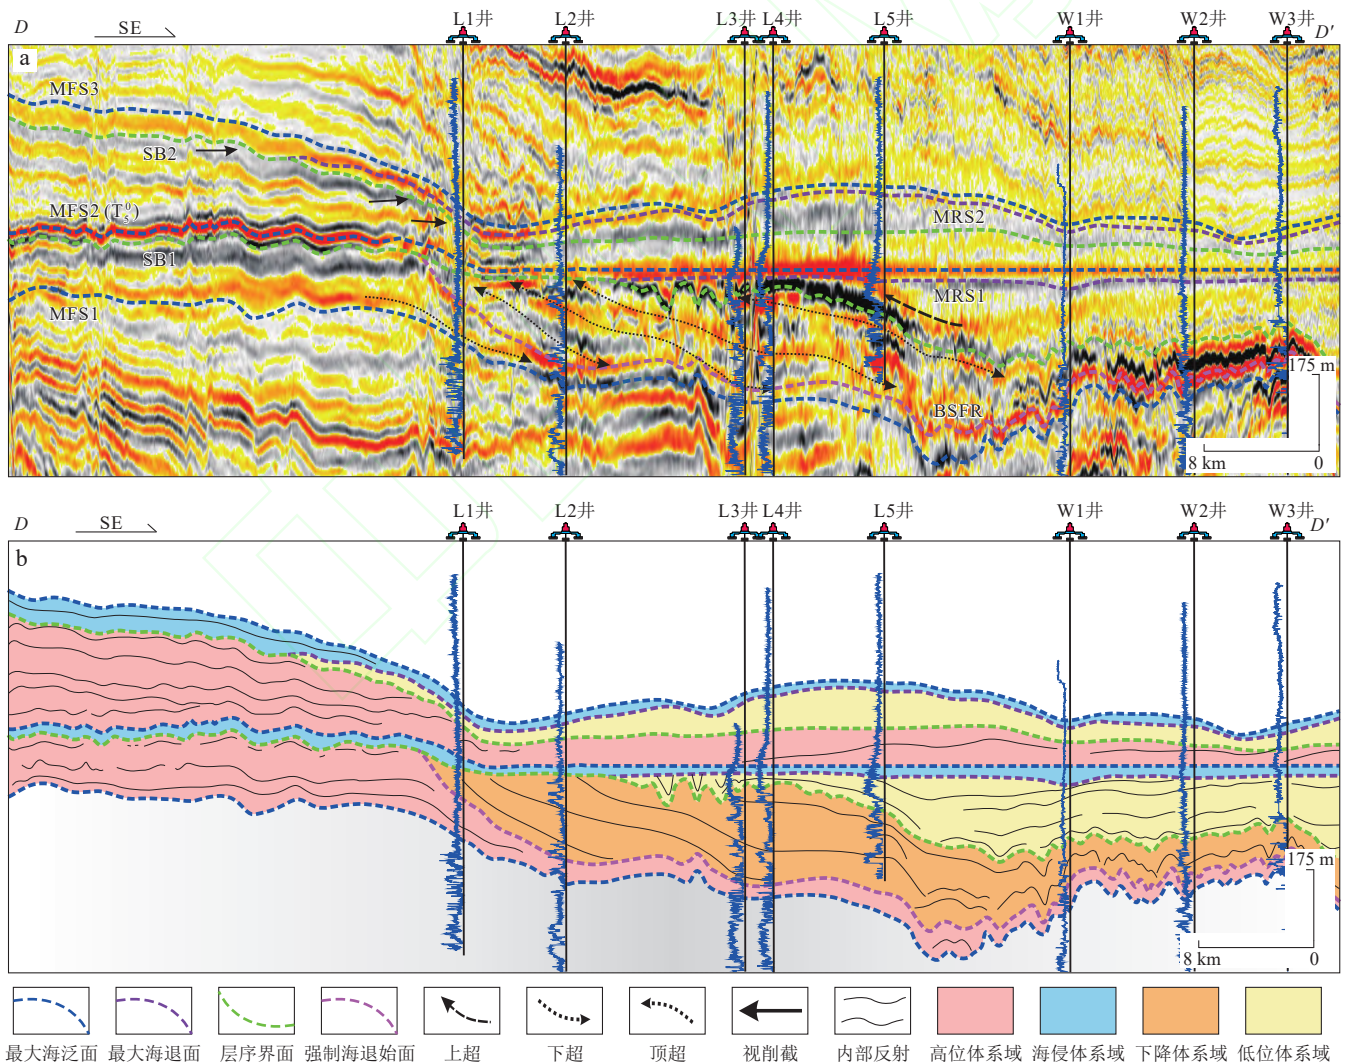 D SE L1井 L2井 L3井 L4井 L5井 W1井 W2井 W3井 D′
a
MFS3
SB2
MFS2 (T₅⁰)
MRS2
SB1
MRS1
MFS1
175 m
BSFR
8 km 0
D SE L1井 L2井 L3井 L4井 L5井 W1井 W2井 W3井 D′
b
175 m
8 km 0
最大海泛面 最大海退面 层序界面 强制海退始面 上超 下超 顶超 视削截 内部反射 高位体系域 海侵体系域 下降体系域 低位体系域